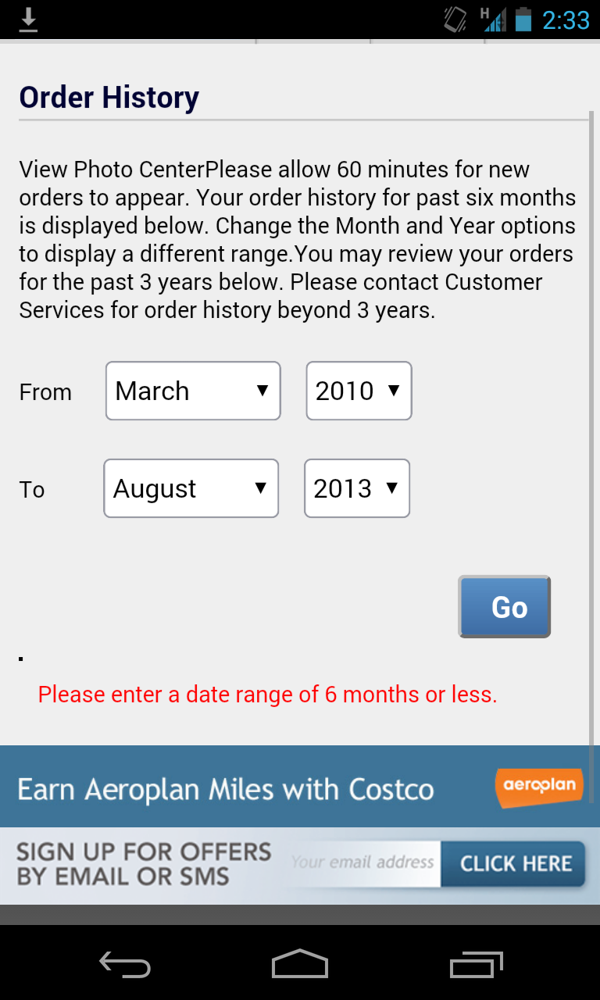 H 2:33
Order History
View Photo CenterPlease allow 60 minutes for new
orders to appear. Your order history for past six months
is displayed below. Change the Month and Year options
to display a different range.You may review your orders
for the past 3 years below. Please contact Customer
Services for order history beyond 3 years.
From March ▼ 2010 ▼
To August ▼ 2013 ▼
Go
Please enter a date range of 6 months or less.
Earn Aeroplan Miles with Costco aeroplan
SIGN UP FOR OFFERS
BY EMAIL OR SMS
Your email address CLICK HERE